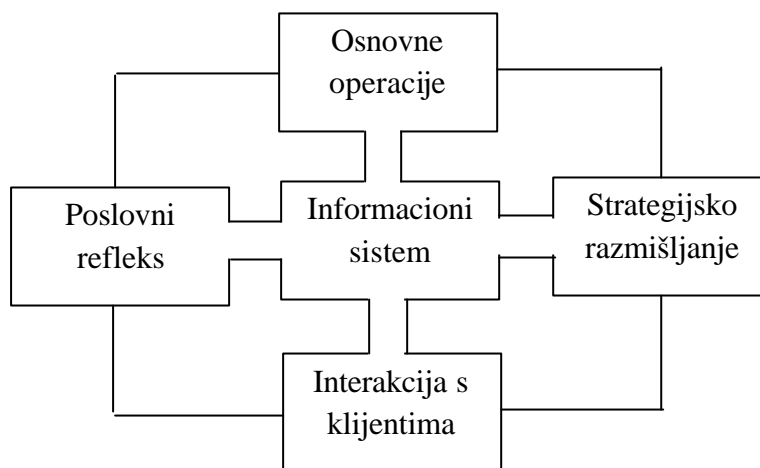 Osnovne
operacije
Poslovni
refleks
Informacioni
sistem
Strategijsko
razmišljanje
Interakcija s
klijentima